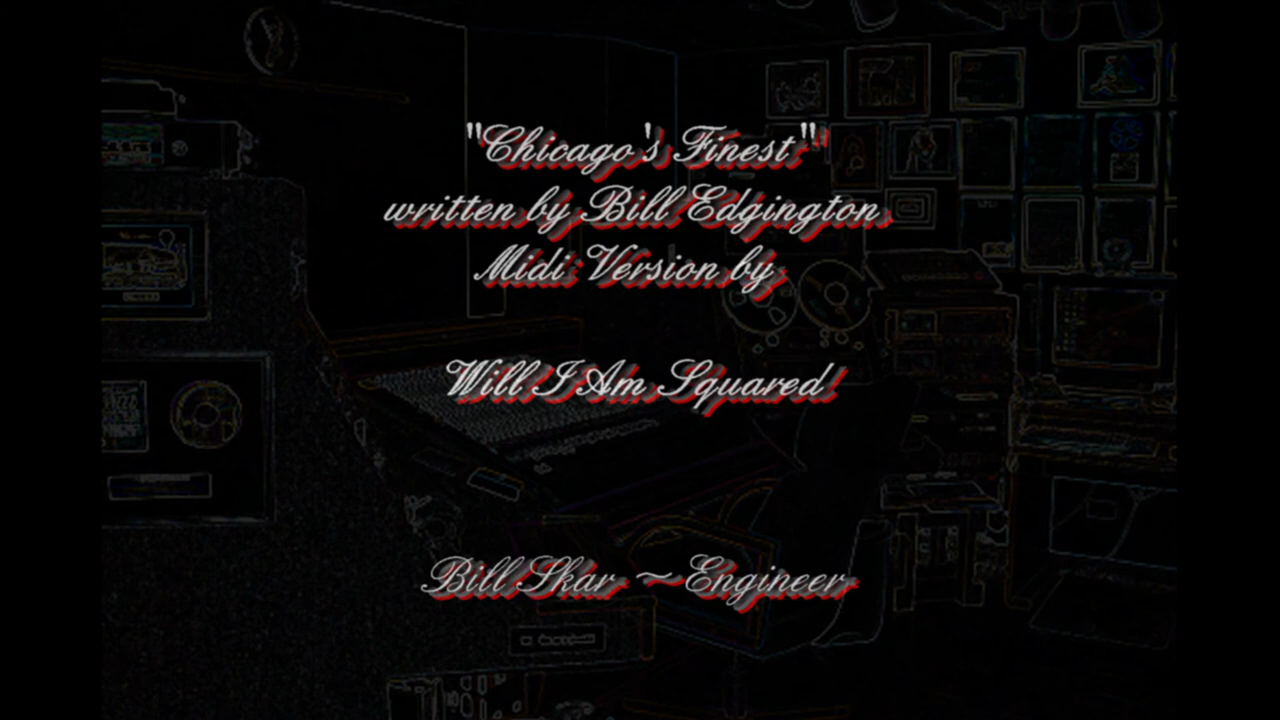 "Chicago's Finest"
written by Bill Edgington
Midi Version by
Will I Am Squared
Bill Skar ~ Engineer